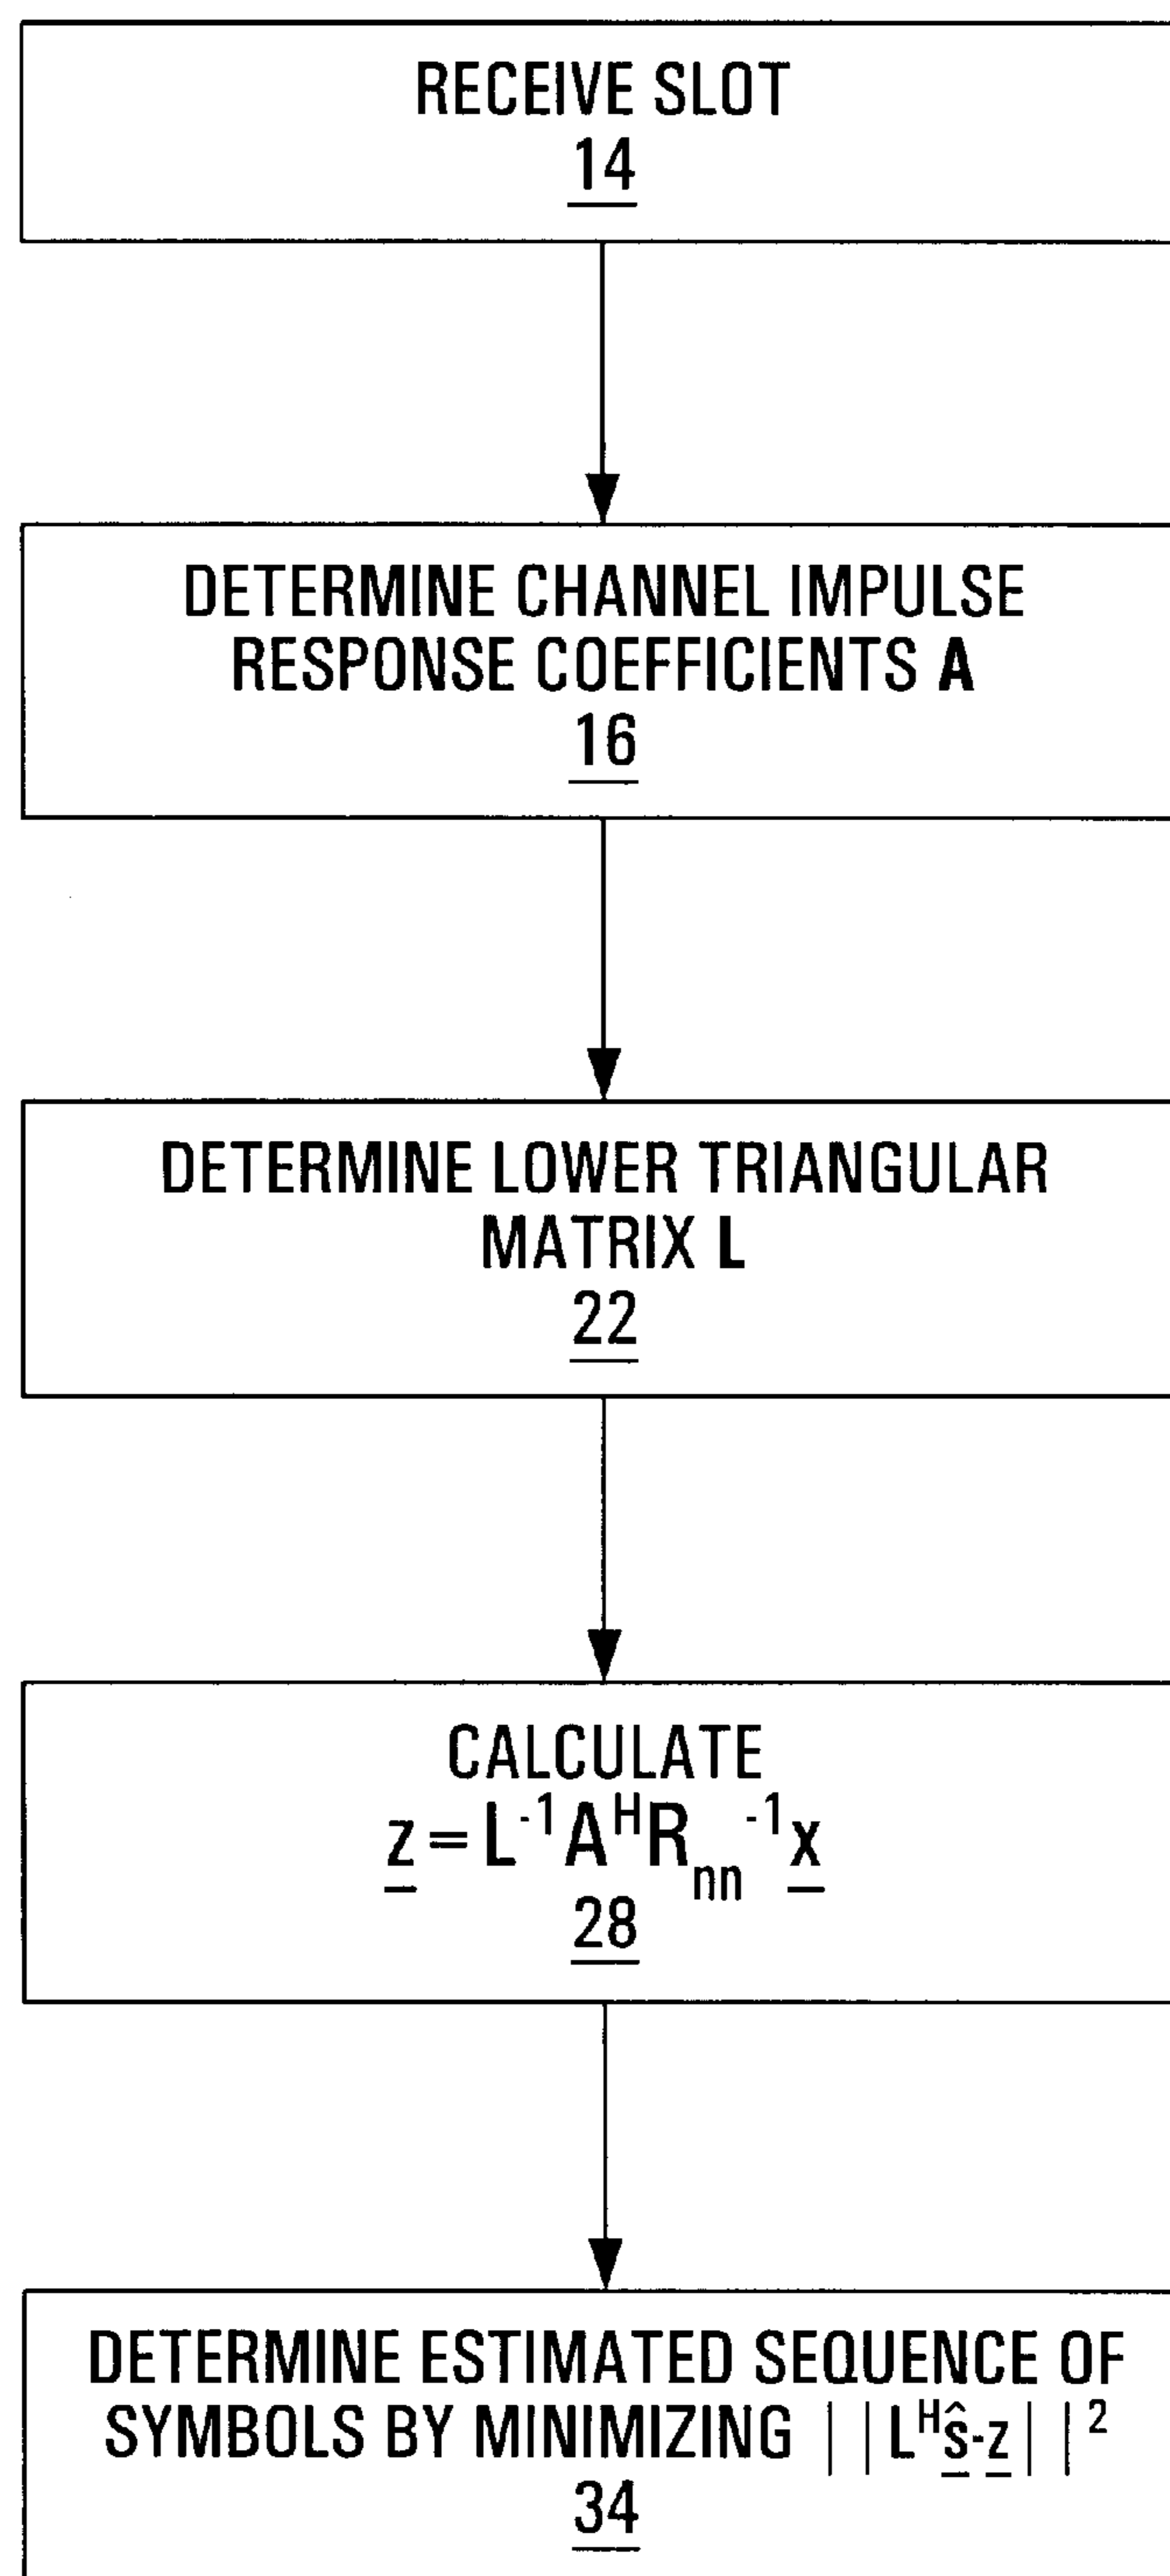 RECEIVE SLOT
14
DETERMINE CHANNEL IMPULSE
RESPONSE COEFFICIENTS A
16
DETERMINE LOWER TRIANGULAR
MATRIX L
22
CALCULATE
z = L⁻¹AᴴRₙₙ⁻¹x
28
DETERMINE ESTIMATED SEQUENCE OF
SYMBOLS BY MINIMIZING ||Lᴴŝ-z||²
34